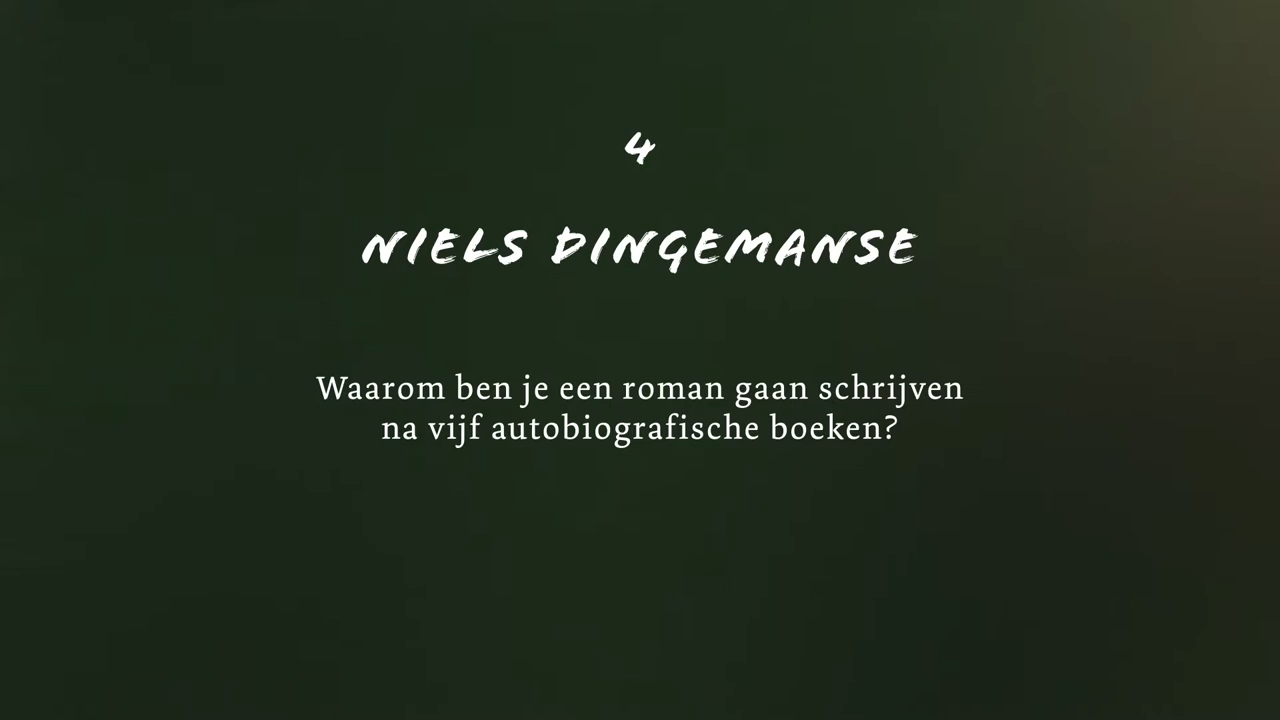 4
NIELS DINGEMANSE
Waarom ben je een roman gaan schrijven
na vijf autobiografische boeken?